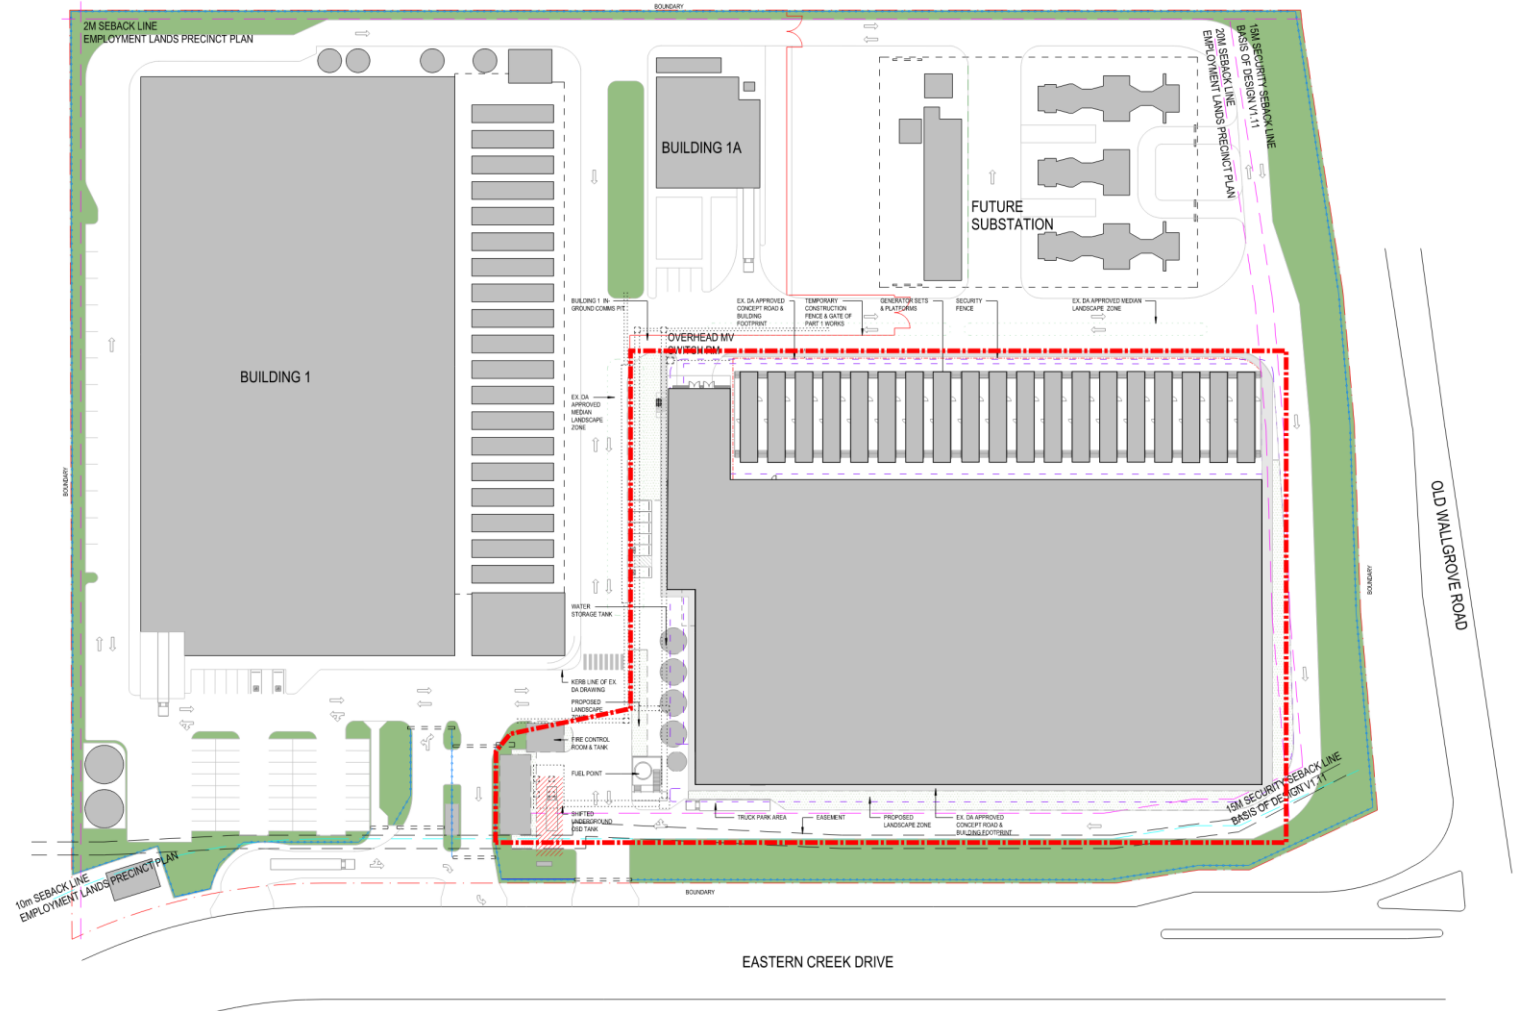 BOUNDARY
2M SEBACK LINE
EMPLOYMENT LANDS PRECINCT PLAN
15M SECURITY SEBACK LINE
BASIS OF DESIGN V1.11
20M SEBACK LINE
EMPLOYMENT LANDS PRECINCT PLAN
BUILDING 1A
FUTURE
SUBSTATION
BUILDING 1 IN-
GROUND COMMS PIT
EX. DA APPROVED
CONCEPT ROAD &
BUILDING
FOOTPRINT
TEMPORARY
CONSTRUCTION
FENCE & GATE OF
PART 1 WORKS
GENERATOR SETS
& PLATFORMS
SECURITY
FENCE
EX. DA APPROVED MEDIAN
LANDSCAPE ZONE
OVERHEAD MV
SWITCH RM
BUILDING 1
EX. DA
APPROVED
MEDIAN
LANDSCAPE
ZONE
BOUNDARY
OLD WALLGROVE ROAD
BOUNDARY
WATER
STORAGE TANK
KERB LINE OF EX.
DA DRAWING
PROPOSED
LANDSCAPE
FIRE CONTROL
ROOM & TANK
FUEL POINT
SHIFTED
UNDERGROUND
OSD TANK
TRUCK PARK AREA
EASEMENT
PROPOSED
LANDSCAPE ZONE
EX. DA APPROVED
CONCEPT ROAD &
BUILDING FOOTPRINT
15M SECURITY SEBACK LINE
BASIS OF DESIGN V1.11
10m SEBACK LINE
EMPLOYMENT LANDS PRECINCT PLAN
BOUNDARY
EASTERN CREEK DRIVE